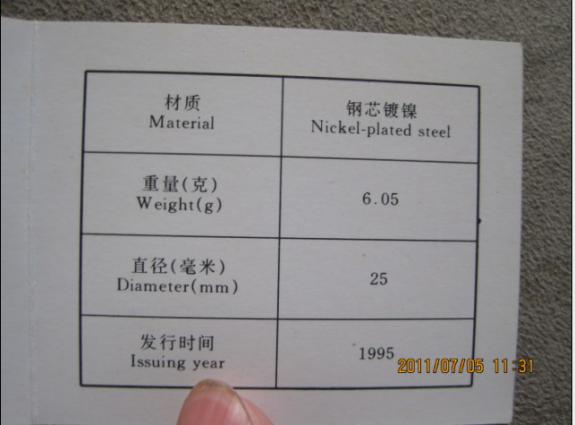 材质
Material
钢芯镀镍
Nickel-plated steel
重量(克)
Weight(g)
6.05
直径(毫米)
Diameter(mm)
25
发行时间
Issuing year
1995
2011/07/05 11:31